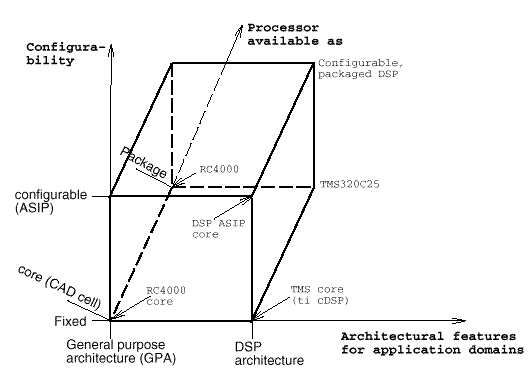 Processor
available as
Configura-
bility
Configurable,
packaged DSP
Package
RC4000
TMS320C25
configurable
(ASIP)
DSP ASIP
core
core (CAD cell)
RC4000
core
TMS core
(ti cDSP)
Fixed
General purpose
architecture (GPA)
DSP
architecture
Architectural features
for application domains